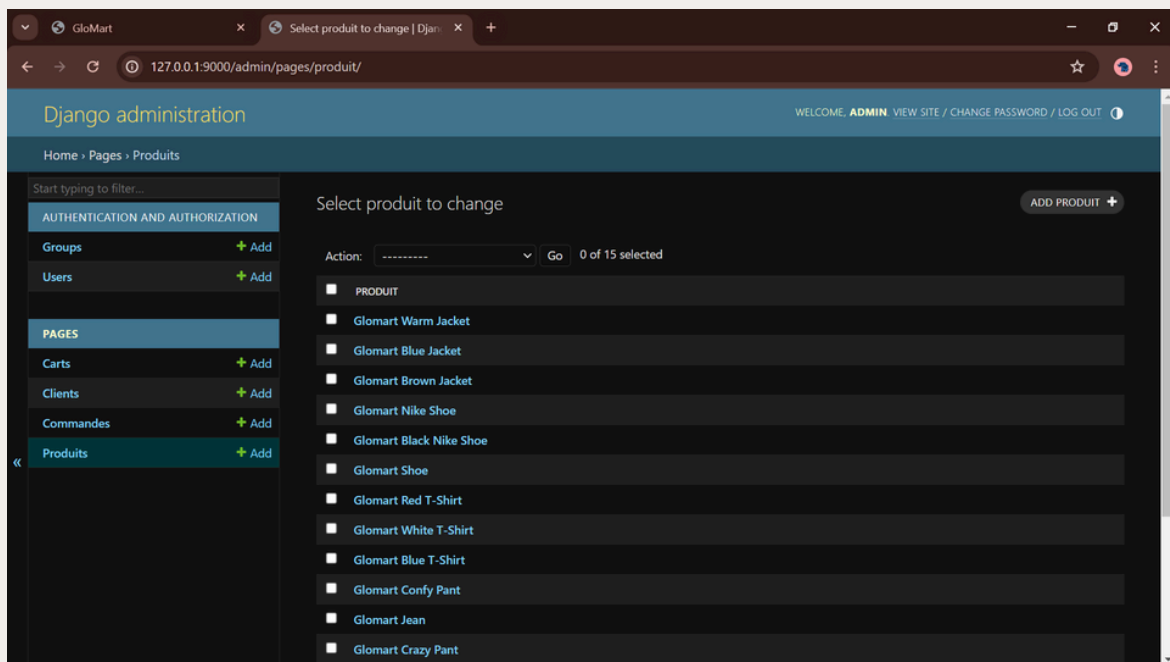 GloMart
Select produit to change | Djan
127.0.0.1:9000/admin/pages/produit/
Django administration
WELCOME, ADMIN. VIEW SITE / CHANGE PASSWORD / LOG OUT
Home › Pages › Produits
Start typing to filter...
AUTHENTICATION AND AUTHORIZATION
Groups + Add
Users + Add
PAGES
Carts + Add
Clients + Add
Commandes + Add
Produits + Add
«
Select produit to change
ADD PRODUIT +
Action: --------- Go 0 of 15 selected
PRODUIT
Glomart Warm Jacket
Glomart Blue Jacket
Glomart Brown Jacket
Glomart Nike Shoe
Glomart Black Nike Shoe
Glomart Shoe
Glomart Red T-Shirt
Glomart White T-Shirt
Glomart Blue T-Shirt
Glomart Confy Pant
Glomart Jean
Glomart Crazy Pant